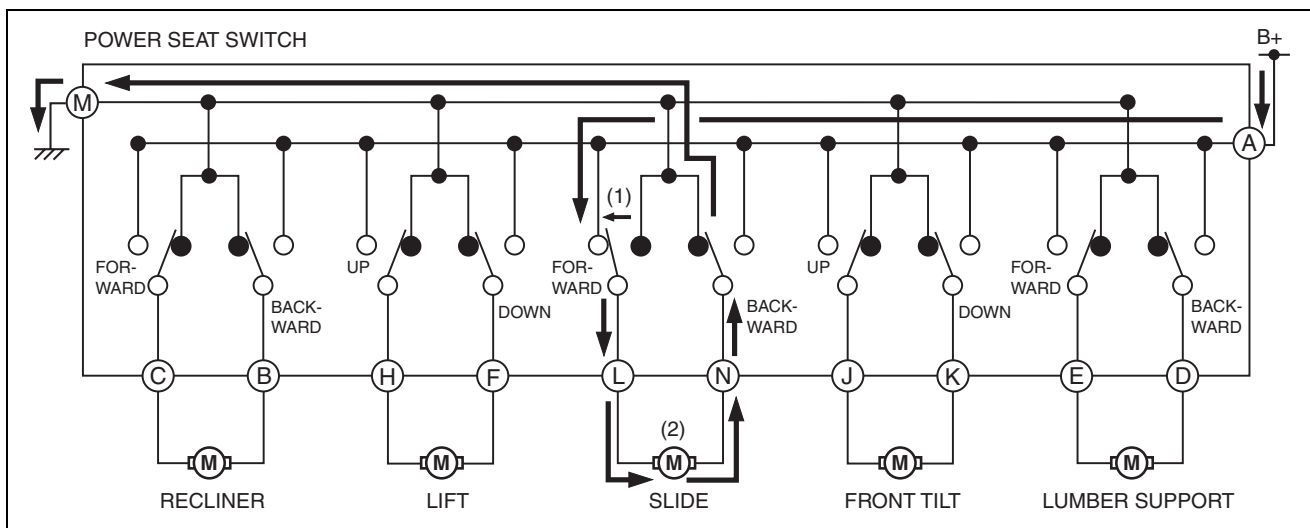 POWER SEAT SWITCH
B+
M
A
(1)
FOR-
WARD
BACK-
WARD
UP
DOWN
FOR-
WARD
BACK-
WARD
UP
DOWN
FOR-
WARD
BACK-
WARD
C B H F L N J K E D
(2)
M M M M M
RECLINER LIFT SLIDE FRONT TILT LUMBER SUPPORT